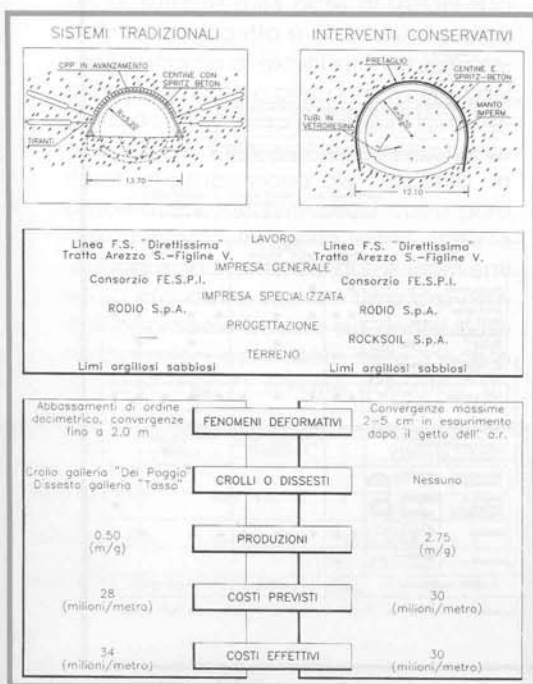 SISTEMI TRADIZIONALI
CPP IN AVANZAMENTO
CENTINE CON
SPRITZ BETON
R=5.20
TIRANTI
13.70
INTERVENTI CONSERVATIVI
PRETAGLIO
CENTINE E
SPRITZ-BETON
TUBI IN
VETRORESINA
MANTO
IMPERM.
12.10
LAVORO
Linea F.S. "Direttissima"
Tratta Arezzo S.-Figline V.
Linea F.S. "Direttissima"
Tratta Arezzo S.-Figline V.
IMPRESA GENERALE
Consorzio FE.S.P.I.
Consorzio FE.S.P.I.
IMPRESA SPECIALIZZATA
RODIO S.p.A.
RODIO S.p.A.
PROGETTAZIONE
—
ROCKSOIL S.p.A.
TERRENO
Limi argillosi sabbiosi
Limi argillosi sabbiosi
Abbassamenti di ordine
decimetrico, convergenze
fino a 2.0 m
FENOMENI DEFORMATIVI
Convergenze massime
2-5 cm in esaurimento
dopo il getto dell' a.r.
Crollo galleria "Dei Poggio"
Dissesto galleria "Tasso"
CROLLI O DISSESTI
Nessuno
0.50
(m/g)
PRODUZIONI
2.75
(m/g)
28
(milioni/metro)
COSTI PREVISTI
30
(milioni/metro)
34
(milioni/metro)
COSTI EFFETTIVI
30
(milioni/metro)